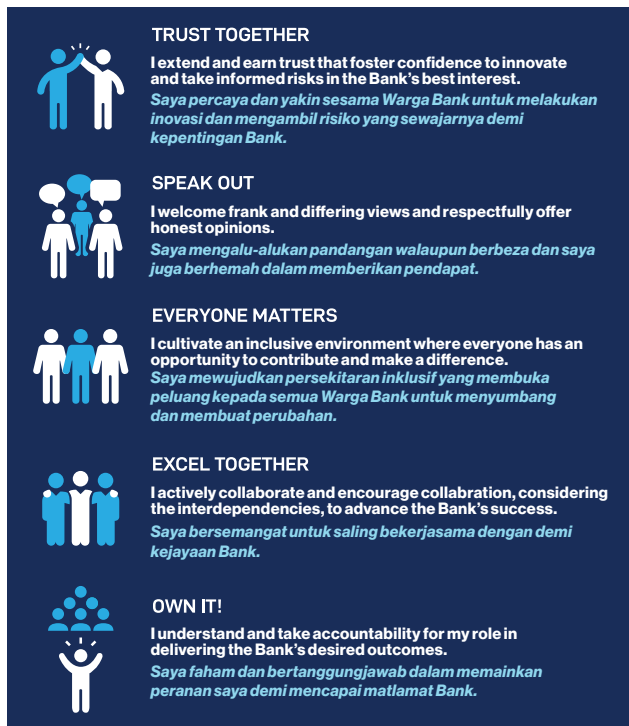 TRUST TOGETHER
I extend and earn trust that foster confidence to innovate
and take informed risks in the Bank's best interest.
Saya percaya dan yakin sesama Warga Bank untuk melakukan
inovasi dan mengambil risiko yang sewajarnya demi
kepentingan Bank.
SPEAK OUT
I welcome frank and differing views and respectfully offer
honest opinions.
Saya mengalu-alukan pandangan walaupun berbeza dan saya
juga berhemah dalam memberikan pendapat.
EVERYONE MATTERS
I cultivate an inclusive environment where everyone has an
opportunity to contribute and make a difference.
Saya mewujudkan persekitaran inklusif yang membuka
peluang kepada semua Warga Bank untuk menyumbang
dan membuat perubahan.
EXCEL TOGETHER
I actively collaborate and encourage collabration, considering
the interdependencies, to advance the Bank's success.
Saya bersemangat untuk saling bekerjasama dengan demi
kejayaan Bank.
OWN IT!
I understand and take accountability for my role in
delivering the Bank's desired outcomes.
Saya faham dan bertanggungjawab dalam memainkan
peranan saya demi mencapai matlamat Bank.